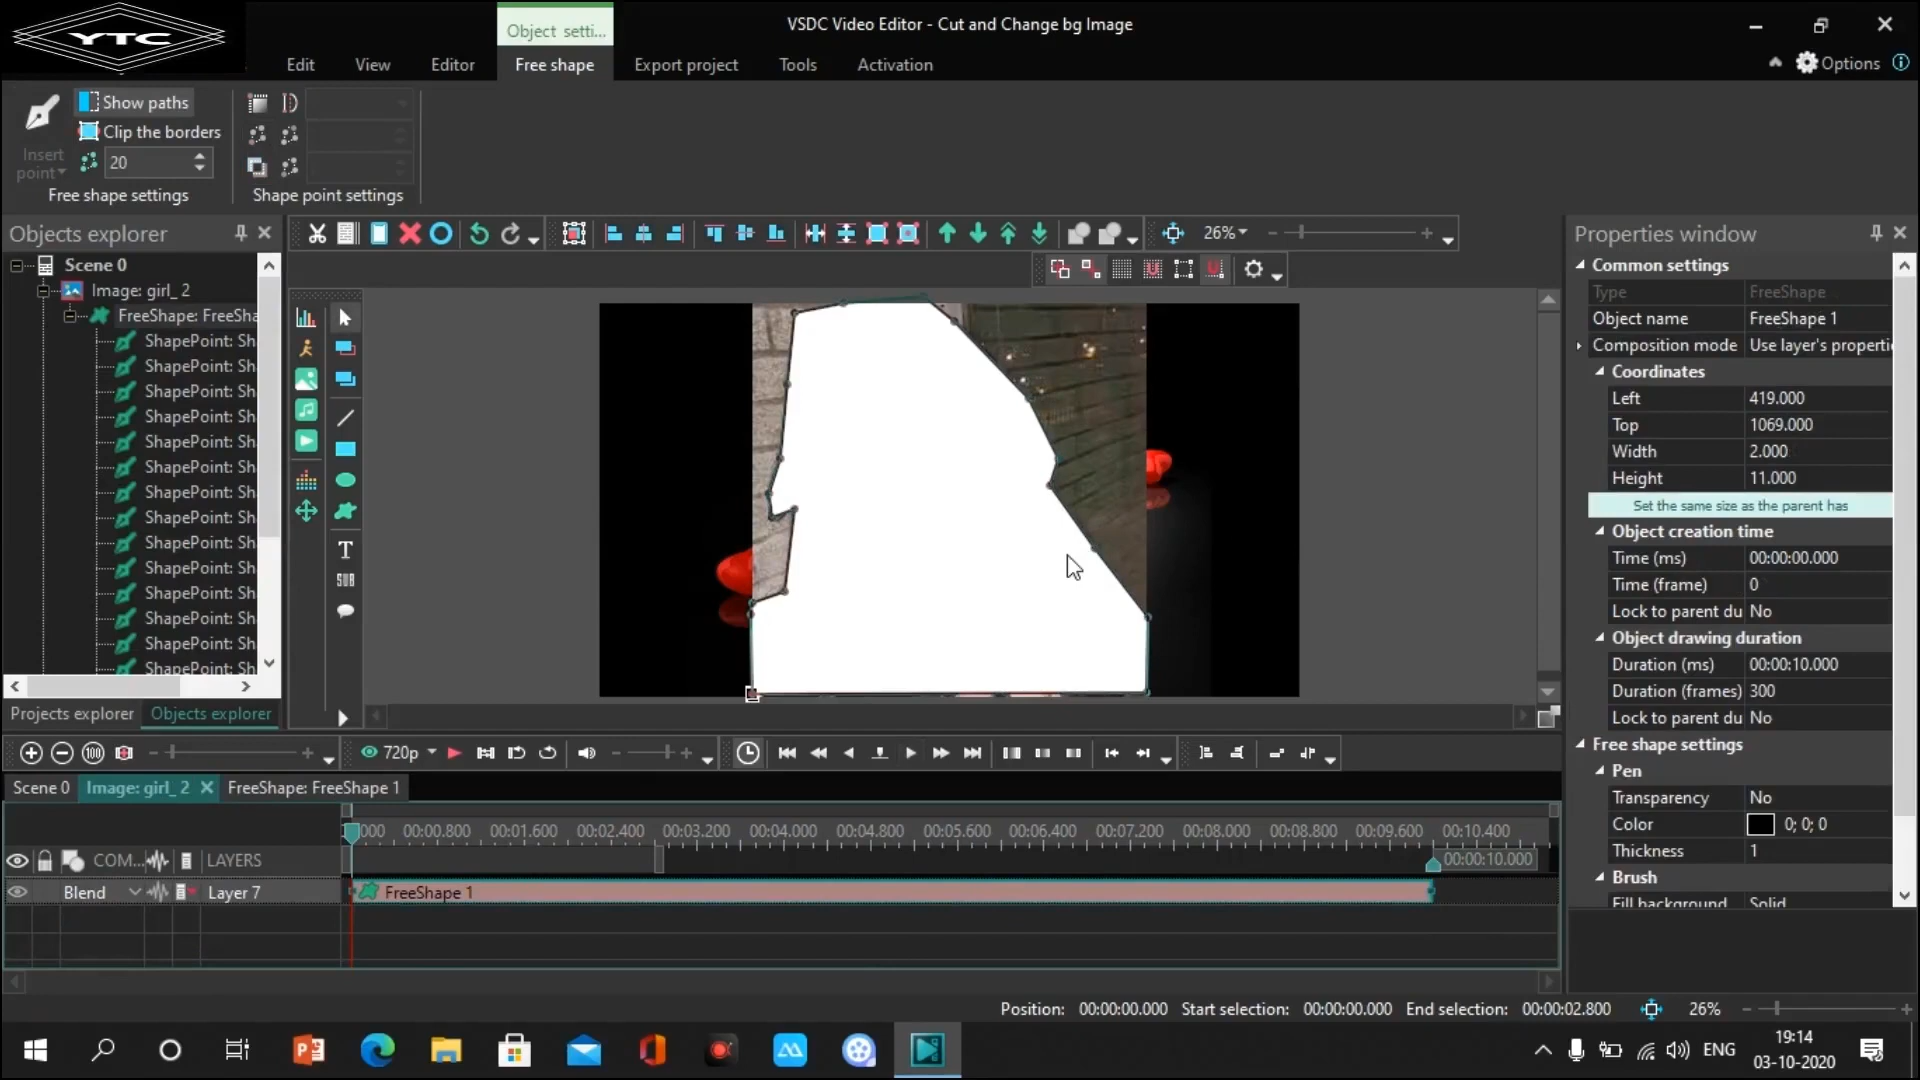 YTC
Object setti...
VSDC Video Editor - Cut and Change bg Image
Edit
View
Editor
Free shape
Export project
Tools
Activation
Options
Show paths
Clip the borders
Insert point
20
Free shape settings
Shape point settings
Objects explorer
26%
Properties window
Scene 0
Image: girl_ 2
FreeShape: FreeSha
ShapePoint: Sh
ShapePoint: Sh
ShapePoint: Sh
ShapePoint: Sh
ShapePoint: Sh
ShapePoint: Sh
ShapePoint: Sh
ShapePoint: Sh
ShapePoint: Sh
ShapePoint: Sh
ShapePoint: Sh
ShapePoint: Sh
ShapePoint: Sh
ShapePoint: Sh
Projects explorer
Objects explorer
T
SUB
Common settings
Type FreeShape
Object name FreeShape 1
Composition mode Use layer's properti
Coordinates
Left 419.000
Top 1069.000
Width 2.000
Height 11.000
Set the same size as the parent has
Object creation time
Time (ms) 00:00:00.000
Time (frame) 0
Lock to parent du No
Object drawing duration
Duration (ms) 00:00:10.000
Duration (frames) 300
Lock to parent du No
Free shape settings
Pen
Transparency No
Color 0; 0; 0
Thickness 1
Brush
Fill background Solid
100
720p
Scene 0
Image: girl_ 2
FreeShape: FreeShape 1
000 00:00.800 00:01.600 00:02.400 00:03.200 00:04.000 00:04.800 00:05.600 00:06.400 00:07.200 00:08.000 00:08.800 00:09.600 00:10.400
00:00:10.000
COM... LAYERS
Blend Layer 7 FreeShape 1
Position: 00:00:00.000 Start selection: 00:00:00.000 End selection: 00:00:02.800 26%
ENG
19:14
03-10-2020